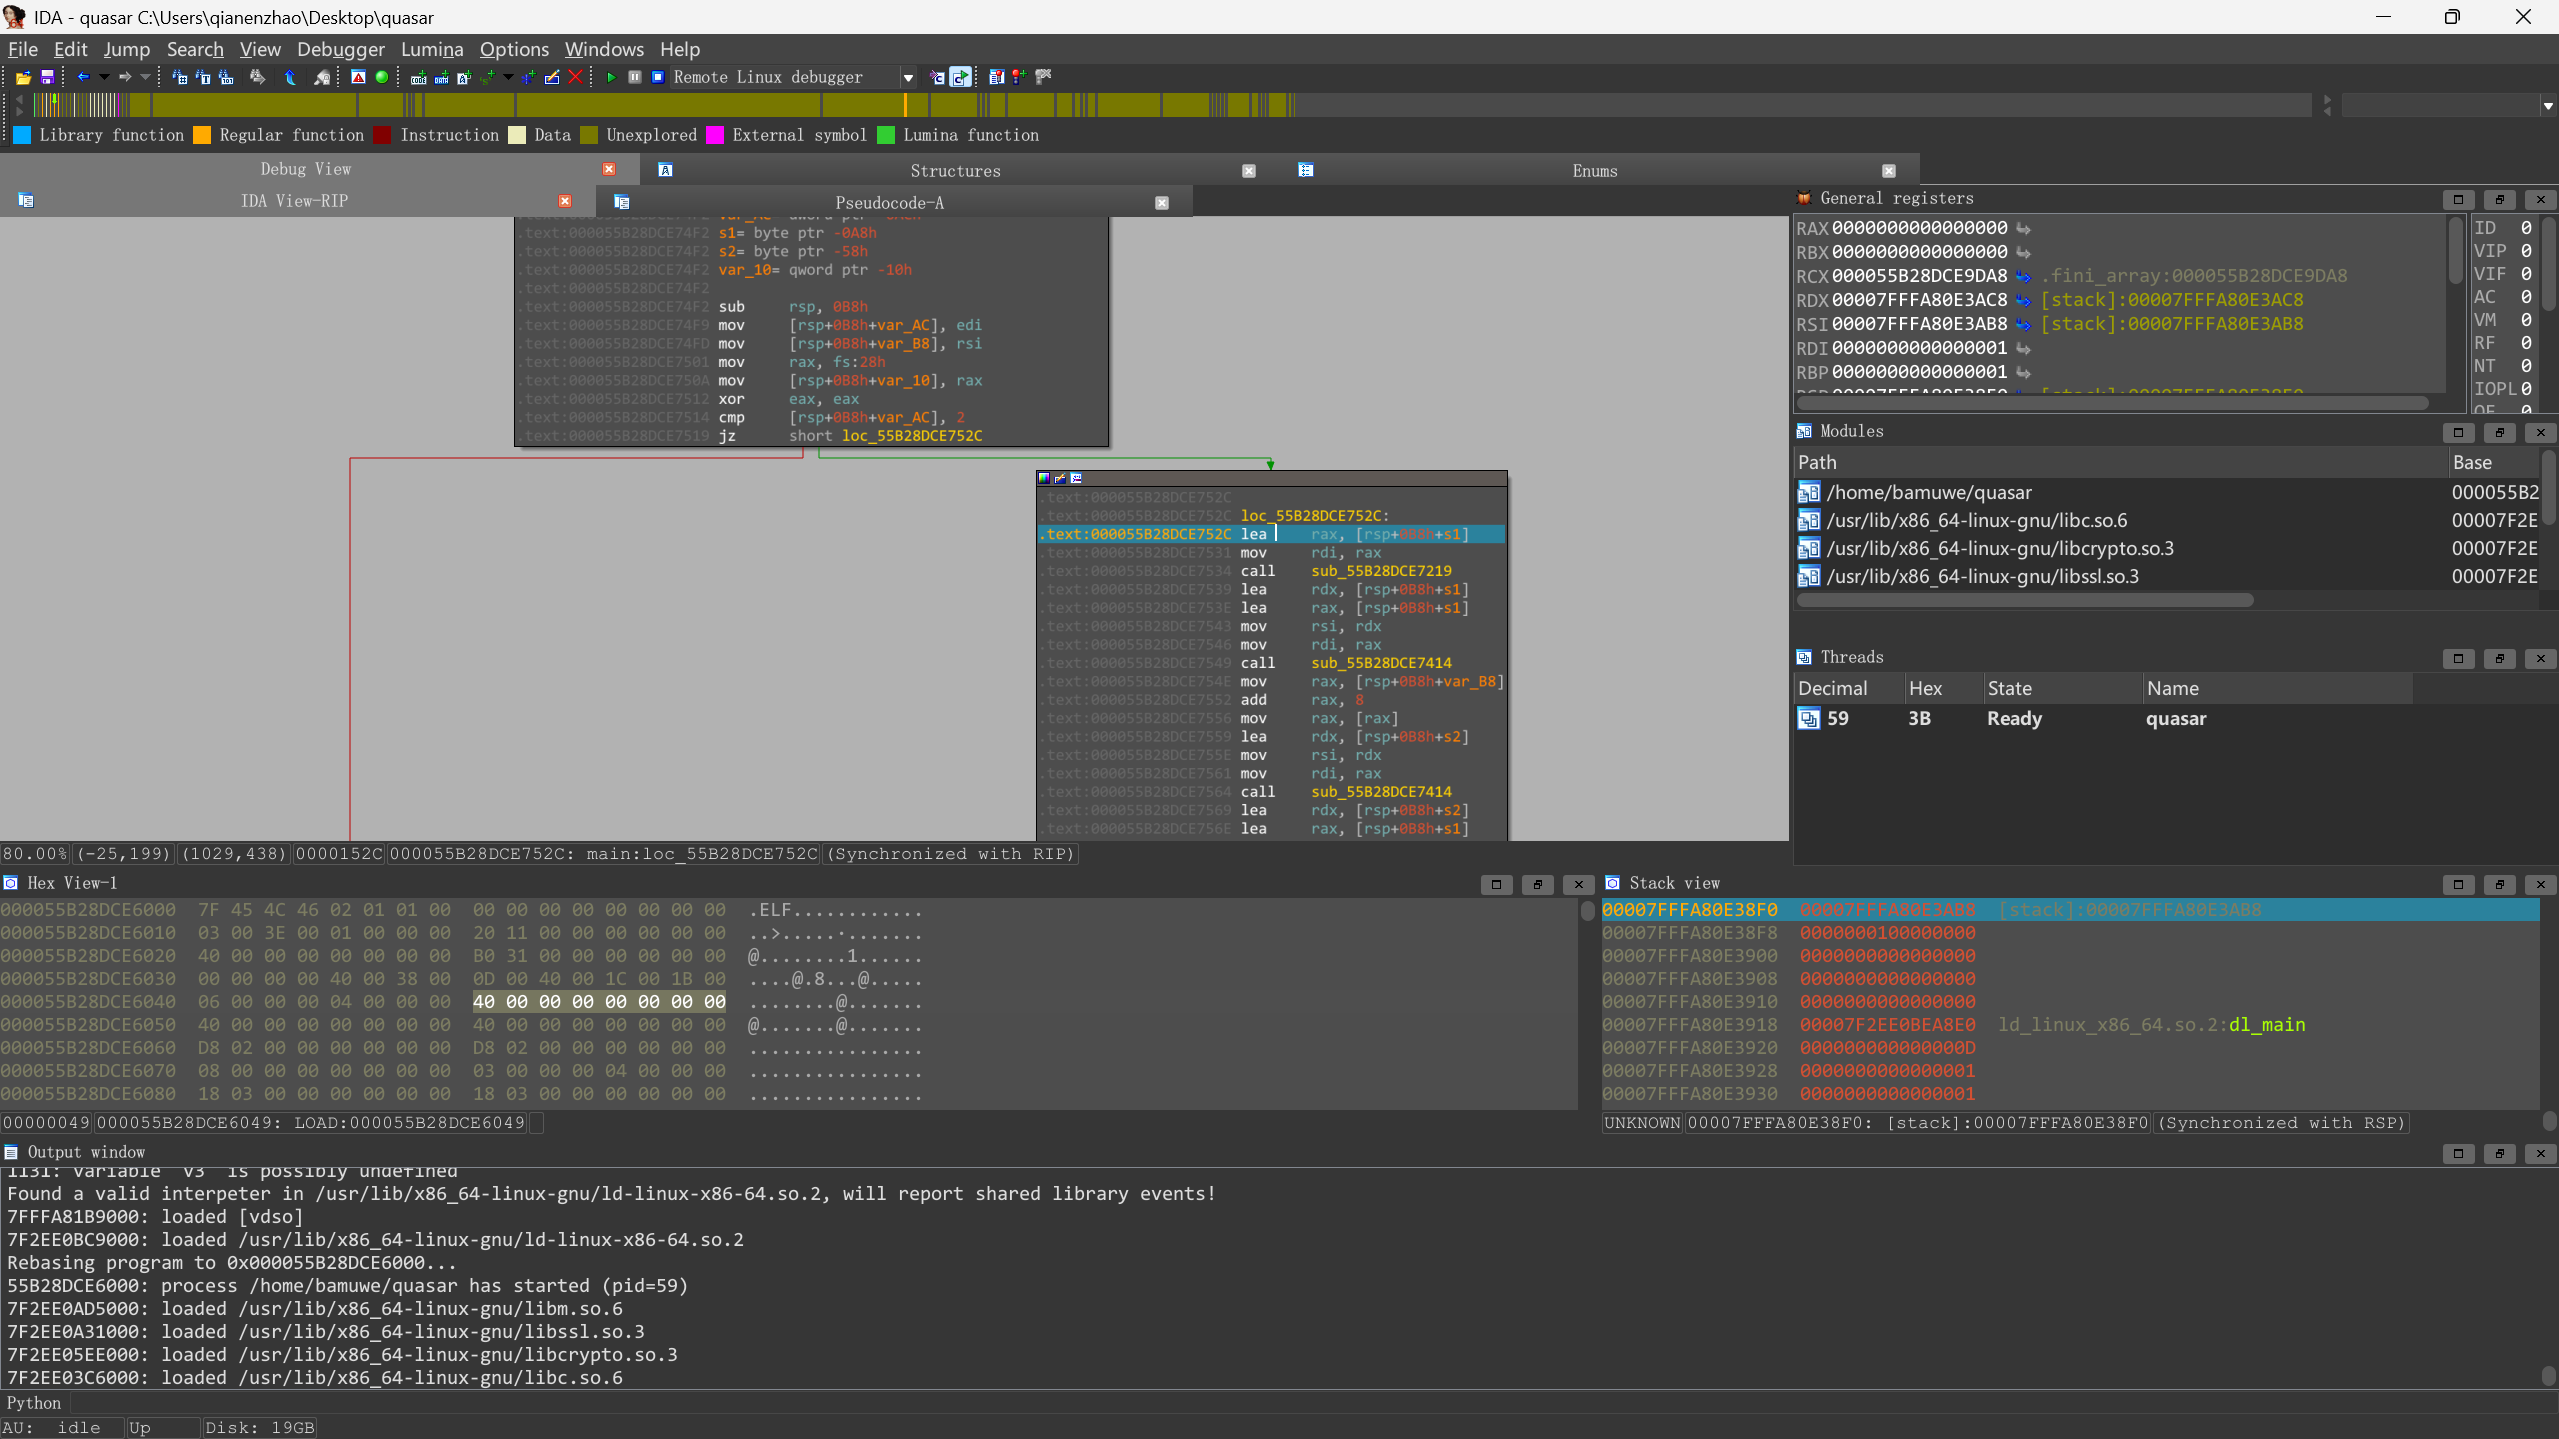 IDA - quasar C:\Users\qianenzhao\Desktop\quasar
File Edit Jump Search View Debugger Lumina Options Windows Help
Remote Linux debugger
Library function Regular function Instruction Data Unexplored External symbol Lumina function
Debug View Structures Enums
IDA View-RIP Pseudocode-A
.text:000055B28DCE74F2 s1= byte ptr -0A8h
.text:000055B28DCE74F2 s2= byte ptr -58h
.text:000055B28DCE74F2 var_10= qword ptr -10h
.text:000055B28DCE74F2
.text:000055B28DCE74F2 sub rsp, 0B8h
.text:000055B28DCE74F9 mov [rsp+0B8h+var_AC], edi
.text:000055B28DCE74FD mov [rsp+0B8h+var_B8], rsi
.text:000055B28DCE7501 mov rax, fs:28h
.text:000055B28DCE750A mov [rsp+0B8h+var_10], rax
.text:000055B28DCE7512 xor eax, eax
.text:000055B28DCE7514 cmp [rsp+0B8h+var_AC], 2
.text:000055B28DCE7519 jz short loc_55B28DCE752C
.text:000055B28DCE752C
.text:000055B28DCE752C loc_55B28DCE752C:
.text:000055B28DCE752C lea rax, [rsp+0B8h+s1]
.text:000055B28DCE7531 mov rdi, rax
.text:000055B28DCE7534 call sub_55B28DCE7219
.text:000055B28DCE7539 lea rdx, [rsp+0B8h+s1]
.text:000055B28DCE753E lea rax, [rsp+0B8h+s1]
.text:000055B28DCE7543 mov rsi, rdx
.text:000055B28DCE7546 mov rdi, rax
.text:000055B28DCE7549 call sub_55B28DCE7414
.text:000055B28DCE754E mov rax, [rsp+0B8h+var_B8]
.text:000055B28DCE7552 add rax, 8
.text:000055B28DCE7556 mov rax, [rax]
.text:000055B28DCE7559 lea rdx, [rsp+0B8h+s2]
.text:000055B28DCE755E mov rsi, rdx
.text:000055B28DCE7561 mov rdi, rax
.text:000055B28DCE7564 call sub_55B28DCE7414
.text:000055B28DCE7569 lea rdx, [rsp+0B8h+s2]
.text:000055B28DCE756E lea rax, [rsp+0B8h+s1]
80.00% (-25,199) (1029,438) 0000152C 000055B28DCE752C: main:loc_55B28DCE752C (Synchronized with RIP)
General registers
RAX 0000000000000000
RBX 0000000000000000
RCX 000055B28DCE9DA8 .fini_array:000055B28DCE9DA8
RDX 00007FFFA80E3AC8 [stack]:00007FFFA80E3AC8
RSI 00007FFFA80E3AB8 [stack]:00007FFFA80E3AB8
RDI 0000000000000001
RBP 0000000000000001
ID 0
VIP 0
VIF 0
AC 0
VM 0
RF 0
NT 0
IOPL 0
Modules
Path Base
/home/bamuwe/quasar 000055B2
/usr/lib/x86_64-linux-gnu/libc.so.6 00007F2E
/usr/lib/x86_64-linux-gnu/libcrypto.so.3 00007F2E
/usr/lib/x86_64-linux-gnu/libssl.so.3 00007F2E
Threads
Decimal Hex State Name
59 3B Ready quasar
Hex View-1
000055B28DCE6000 7F 45 4C 46 02 01 01 00 00 00 00 00 00 00 00 00 .ELF............
000055B28DCE6010 03 00 3E 00 01 00 00 00 20 11 00 00 00 00 00 00 ..>.....·.......
000055B28DCE6020 40 00 00 00 00 00 00 00 B0 31 00 00 00 00 00 00 @........1......
000055B28DCE6030 00 00 00 00 40 00 38 00 0D 00 40 00 1C 00 1B 00 ....@.8...@.....
000055B28DCE6040 06 00 00 00 04 00 00 00 40 00 00 00 00 00 00 00 ........@.......
000055B28DCE6050 40 00 00 00 00 00 00 00 40 00 00 00 00 00 00 00 @.......@.......
000055B28DCE6060 D8 02 00 00 00 00 00 00 D8 02 00 00 00 00 00 00 ................
000055B28DCE6070 08 00 00 00 00 00 00 00 03 00 00 00 04 00 00 00 ................
000055B28DCE6080 18 03 00 00 00 00 00 00 18 03 00 00 00 00 00 00 ................
00000049 000055B28DCE6049: LOAD:000055B28DCE6049
Stack view
00007FFFA80E38F0 00007FFFA80E3AB8 [stack]:00007FFFA80E3AB8
00007FFFA80E38F8 0000000100000000
00007FFFA80E3900 0000000000000000
00007FFFA80E3908 0000000000000000
00007FFFA80E3910 0000000000000000
00007FFFA80E3918 00007F2EE0BEA8E0 ld_linux_x86_64.so.2:dl_main
00007FFFA80E3920 000000000000000D
00007FFFA80E3928 0000000000000001
00007FFFA80E3930 0000000000000001
UNKNOWN 00007FFFA80E38F0: [stack]:00007FFFA80E38F0 (Synchronized with RSP)
Output window
1131: variable 'v3' is possibly undefined
Found a valid interpeter in /usr/lib/x86_64-linux-gnu/ld-linux-x86-64.so.2, will report shared library events!
7FFFA81B9000: loaded [vdso]
7F2EE0BC9000: loaded /usr/lib/x86_64-linux-gnu/ld-linux-x86-64.so.2
Rebasing program to 0x000055B28DCE6000...
55B28DCE6000: process /home/bamuwe/quasar has started (pid=59)
7F2EE0AD5000: loaded /usr/lib/x86_64-linux-gnu/libm.so.6
7F2EE0A31000: loaded /usr/lib/x86_64-linux-gnu/libssl.so.3
7F2EE05EE000: loaded /usr/lib/x86_64-linux-gnu/libcrypto.so.3
7F2EE03C6000: loaded /usr/lib/x86_64-linux-gnu/libc.so.6
Python
AU: idle Up Disk: 19GB